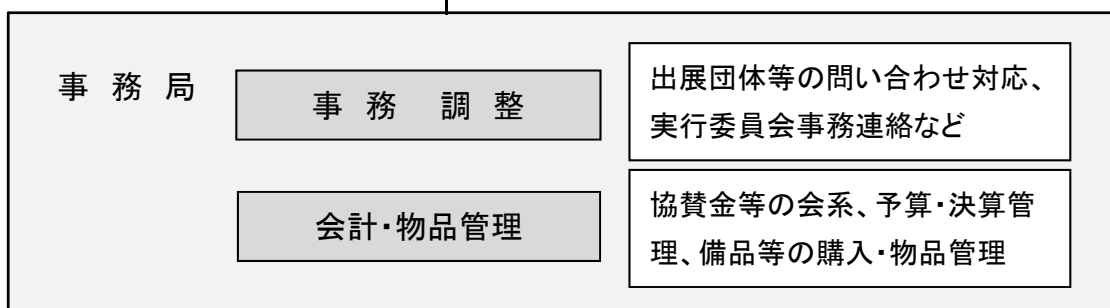 事 務 局
事 務 調 整
出展団体等の問い合わせ対応、
実行委員会事務連絡など
会計・物品管理
協賛金等の会系、予算・決算管
理、備品等の購入・物品管理